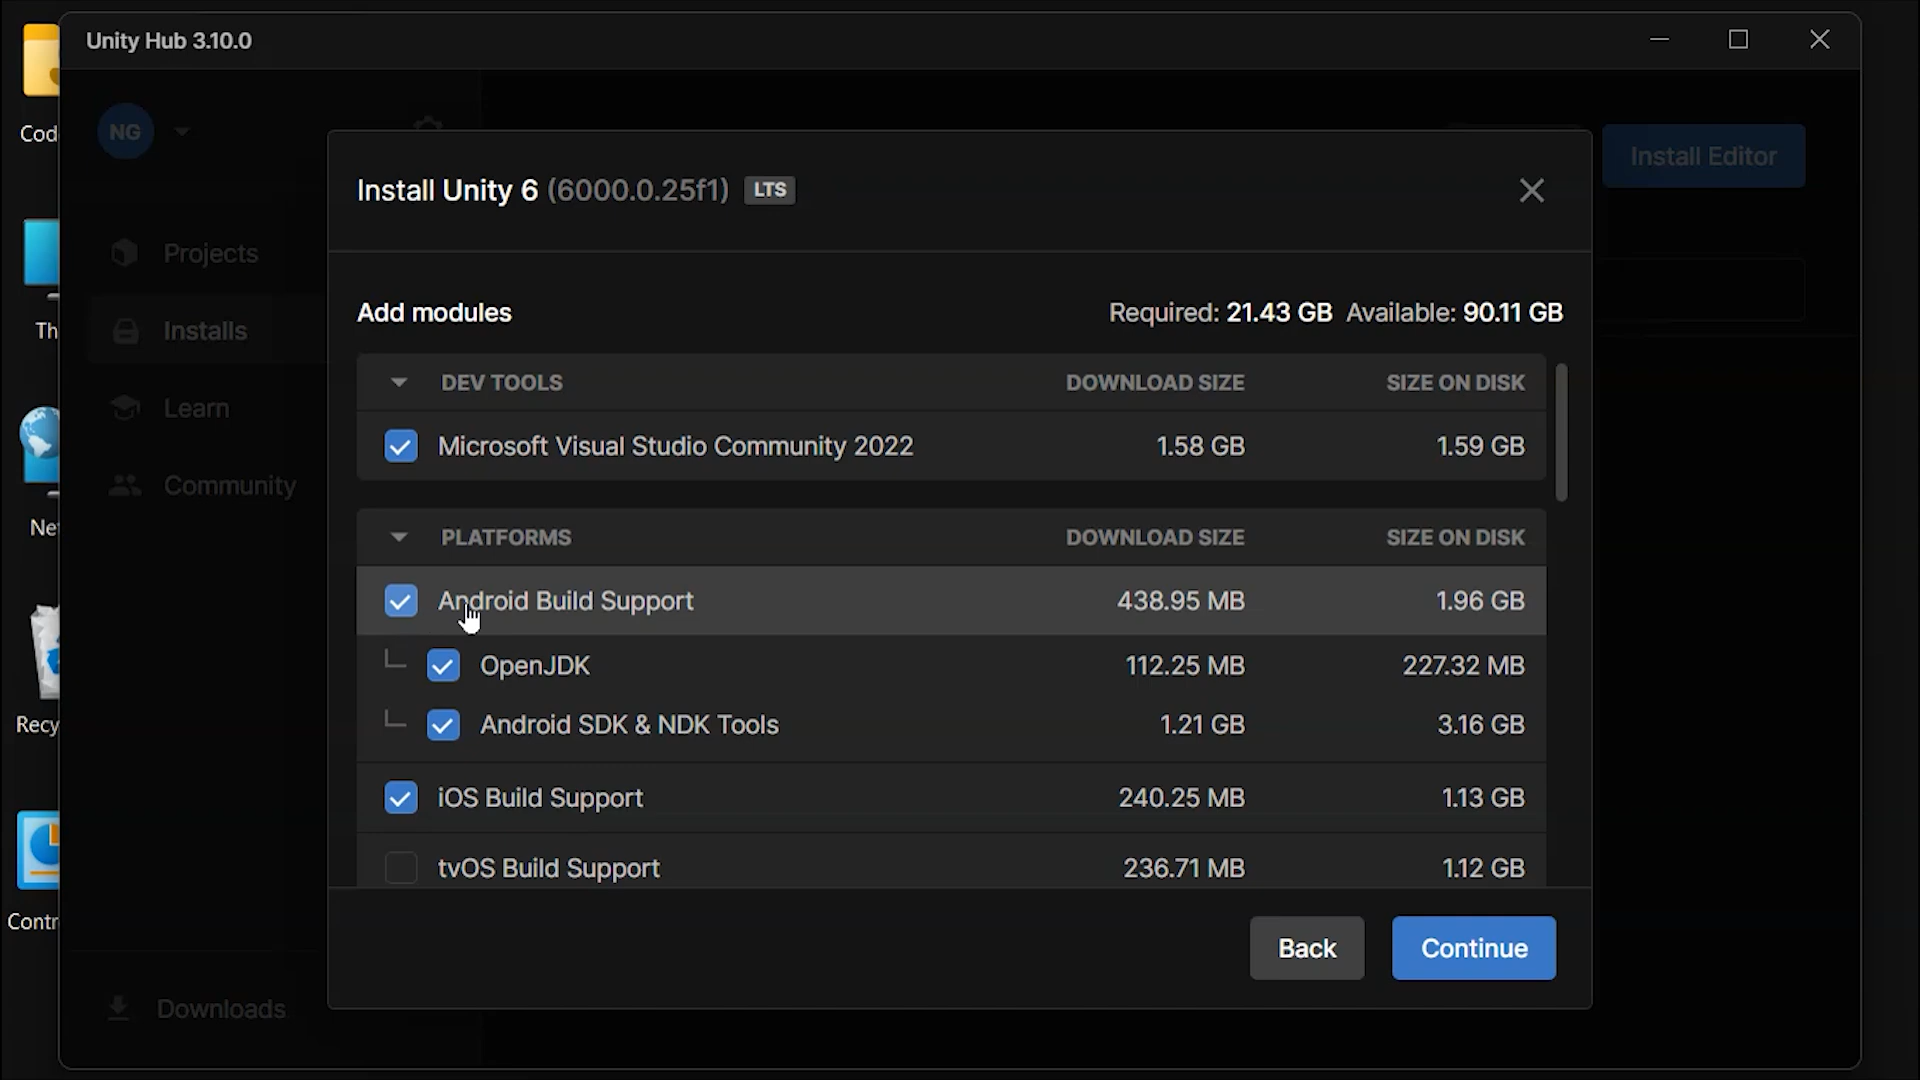 Unity Hub 3.10.0
Cod
NG
Install Editor
Install Unity 6 (6000.0.25f1) LTS
Projects
Add modules
Required: 21.43 GB Available: 90.11 GB
Th
Installs
DEV TOOLS DOWNLOAD SIZE SIZE ON DISK
Learn
Microsoft Visual Studio Community 2022 1.58 GB 1.59 GB
Community
Net
PLATFORMS DOWNLOAD SIZE SIZE ON DISK
Android Build Support 438.95 MB 1.96 GB
OpenJDK 112.25 MB 227.32 MB
Recy
Android SDK & NDK Tools 1.21 GB 3.16 GB
iOS Build Support 240.25 MB 1.13 GB
tvOS Build Support 236.71 MB 1.12 GB
Contr
Back Continue
Downloads